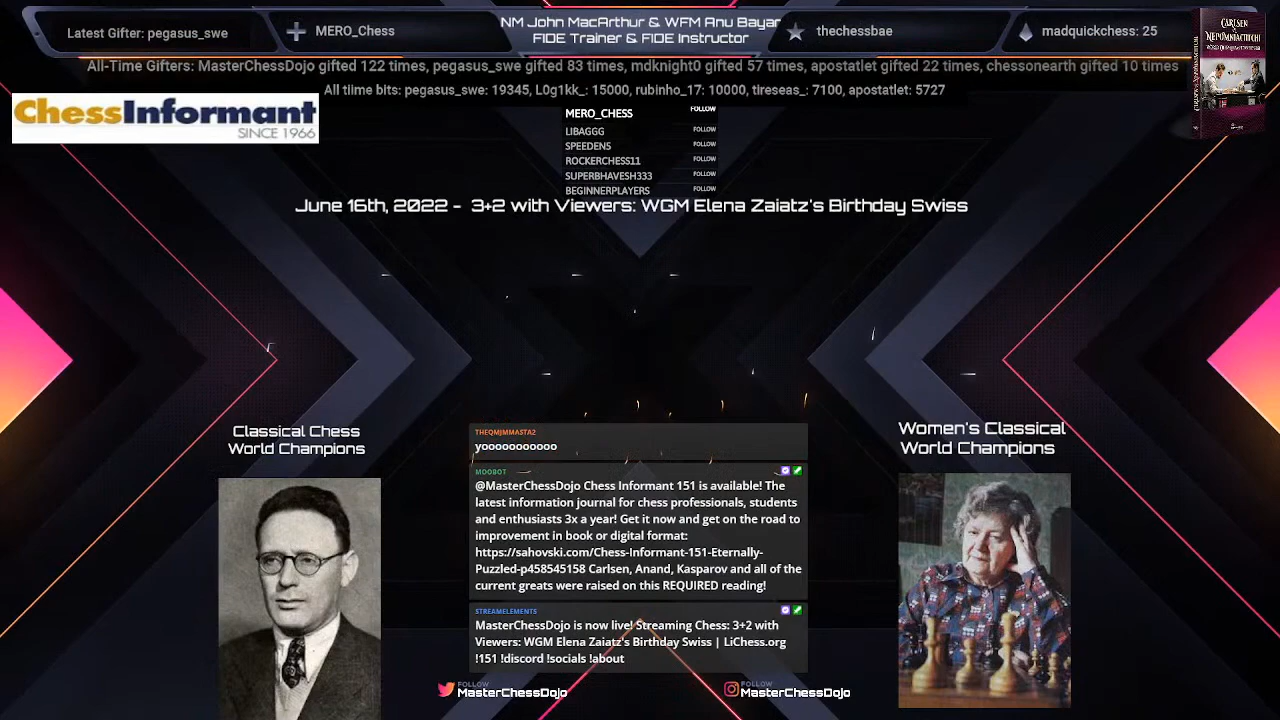 Latest Gifter: pegasus_swe
MERO_Chess
NM John MacArthur & WFM Anu Bayar
FIDE Trainer & FIDE Instructor
thechessbae
madquickchess: 25
CARLSEN
NEPOMNIACHTCHI
All-Time Gifters: MasterChessDojo gifted 122 times, pegasus_swe gifted 83 times, mdknight0 gifted 57 times, apostatlet gifted 22 times, chessonearth gifted 10 times
All tiime bits: pegasus_swe: 19345, L0g1kk_: 15000, rubinho_17: 10000, tireseas_: 7100, apostatlet: 5727
ChessInformant
SINCE 1966
MERO_CHESS FOLLOW
LIBAGGG FOLLOW
SPEEDEN5 FOLLOW
ROCKERCHESS11 FOLLOW
SUPERBHAVESH333 FOLLOW
BEGINNERPLAYERS FOLLOW
June 16th, 2022 - 3+2 with Viewers: WGM Elena Zaiatz's Birthday Swiss
Classical Chess
World Champions
THEQMJMMASTA2
yooooooooooo
MOOBOT
@MasterChessDojo Chess Informant 151 is available! The
latest information journal for chess professionals, students
and enthusiasts 3x a year! Get it now and get on the road to
improvement in book or digital format:
https://sahovski.com/Chess-Informant-151-Eternally-
Puzzled-p458545158 Carlsen, Anand, Kasparov and all of the
current greats were raised on this REQUIRED reading!
STREAMELEMENTS
MasterChessDojo is now live! Streaming Chess: 3+2 with
Viewers: WGM Elena Zaiatz's Birthday Swiss | LiChess.org
!151 !discord !socials !about
Women's Classical
World Champions
FOLLOW
MasterChessDojo
FOLLOW
MasterChessDojo